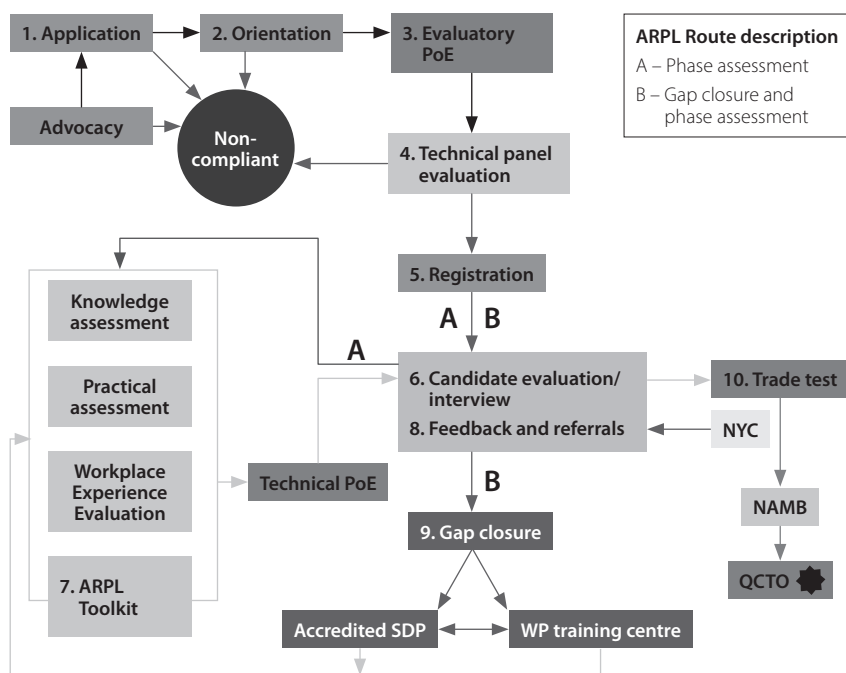 1. Application
2. Orientation
3. Evaluatory
PoE
ARPL Route description
A – Phase assessment
B – Gap closure and
phase assessment
Advocacy
Non-
compliant
4. Technical panel
evaluation
5. Registration
A
B
A
Knowledge
assessment
Practical
assessment
Workplace
Experience
Evaluation
7. ARPL
Toolkit
Technical PoE
6. Candidate evaluation/
interview
8. Feedback and referrals
10. Trade test
NYC
NAMB
QCTO
B
9. Gap closure
Accredited SDP
WP training centre